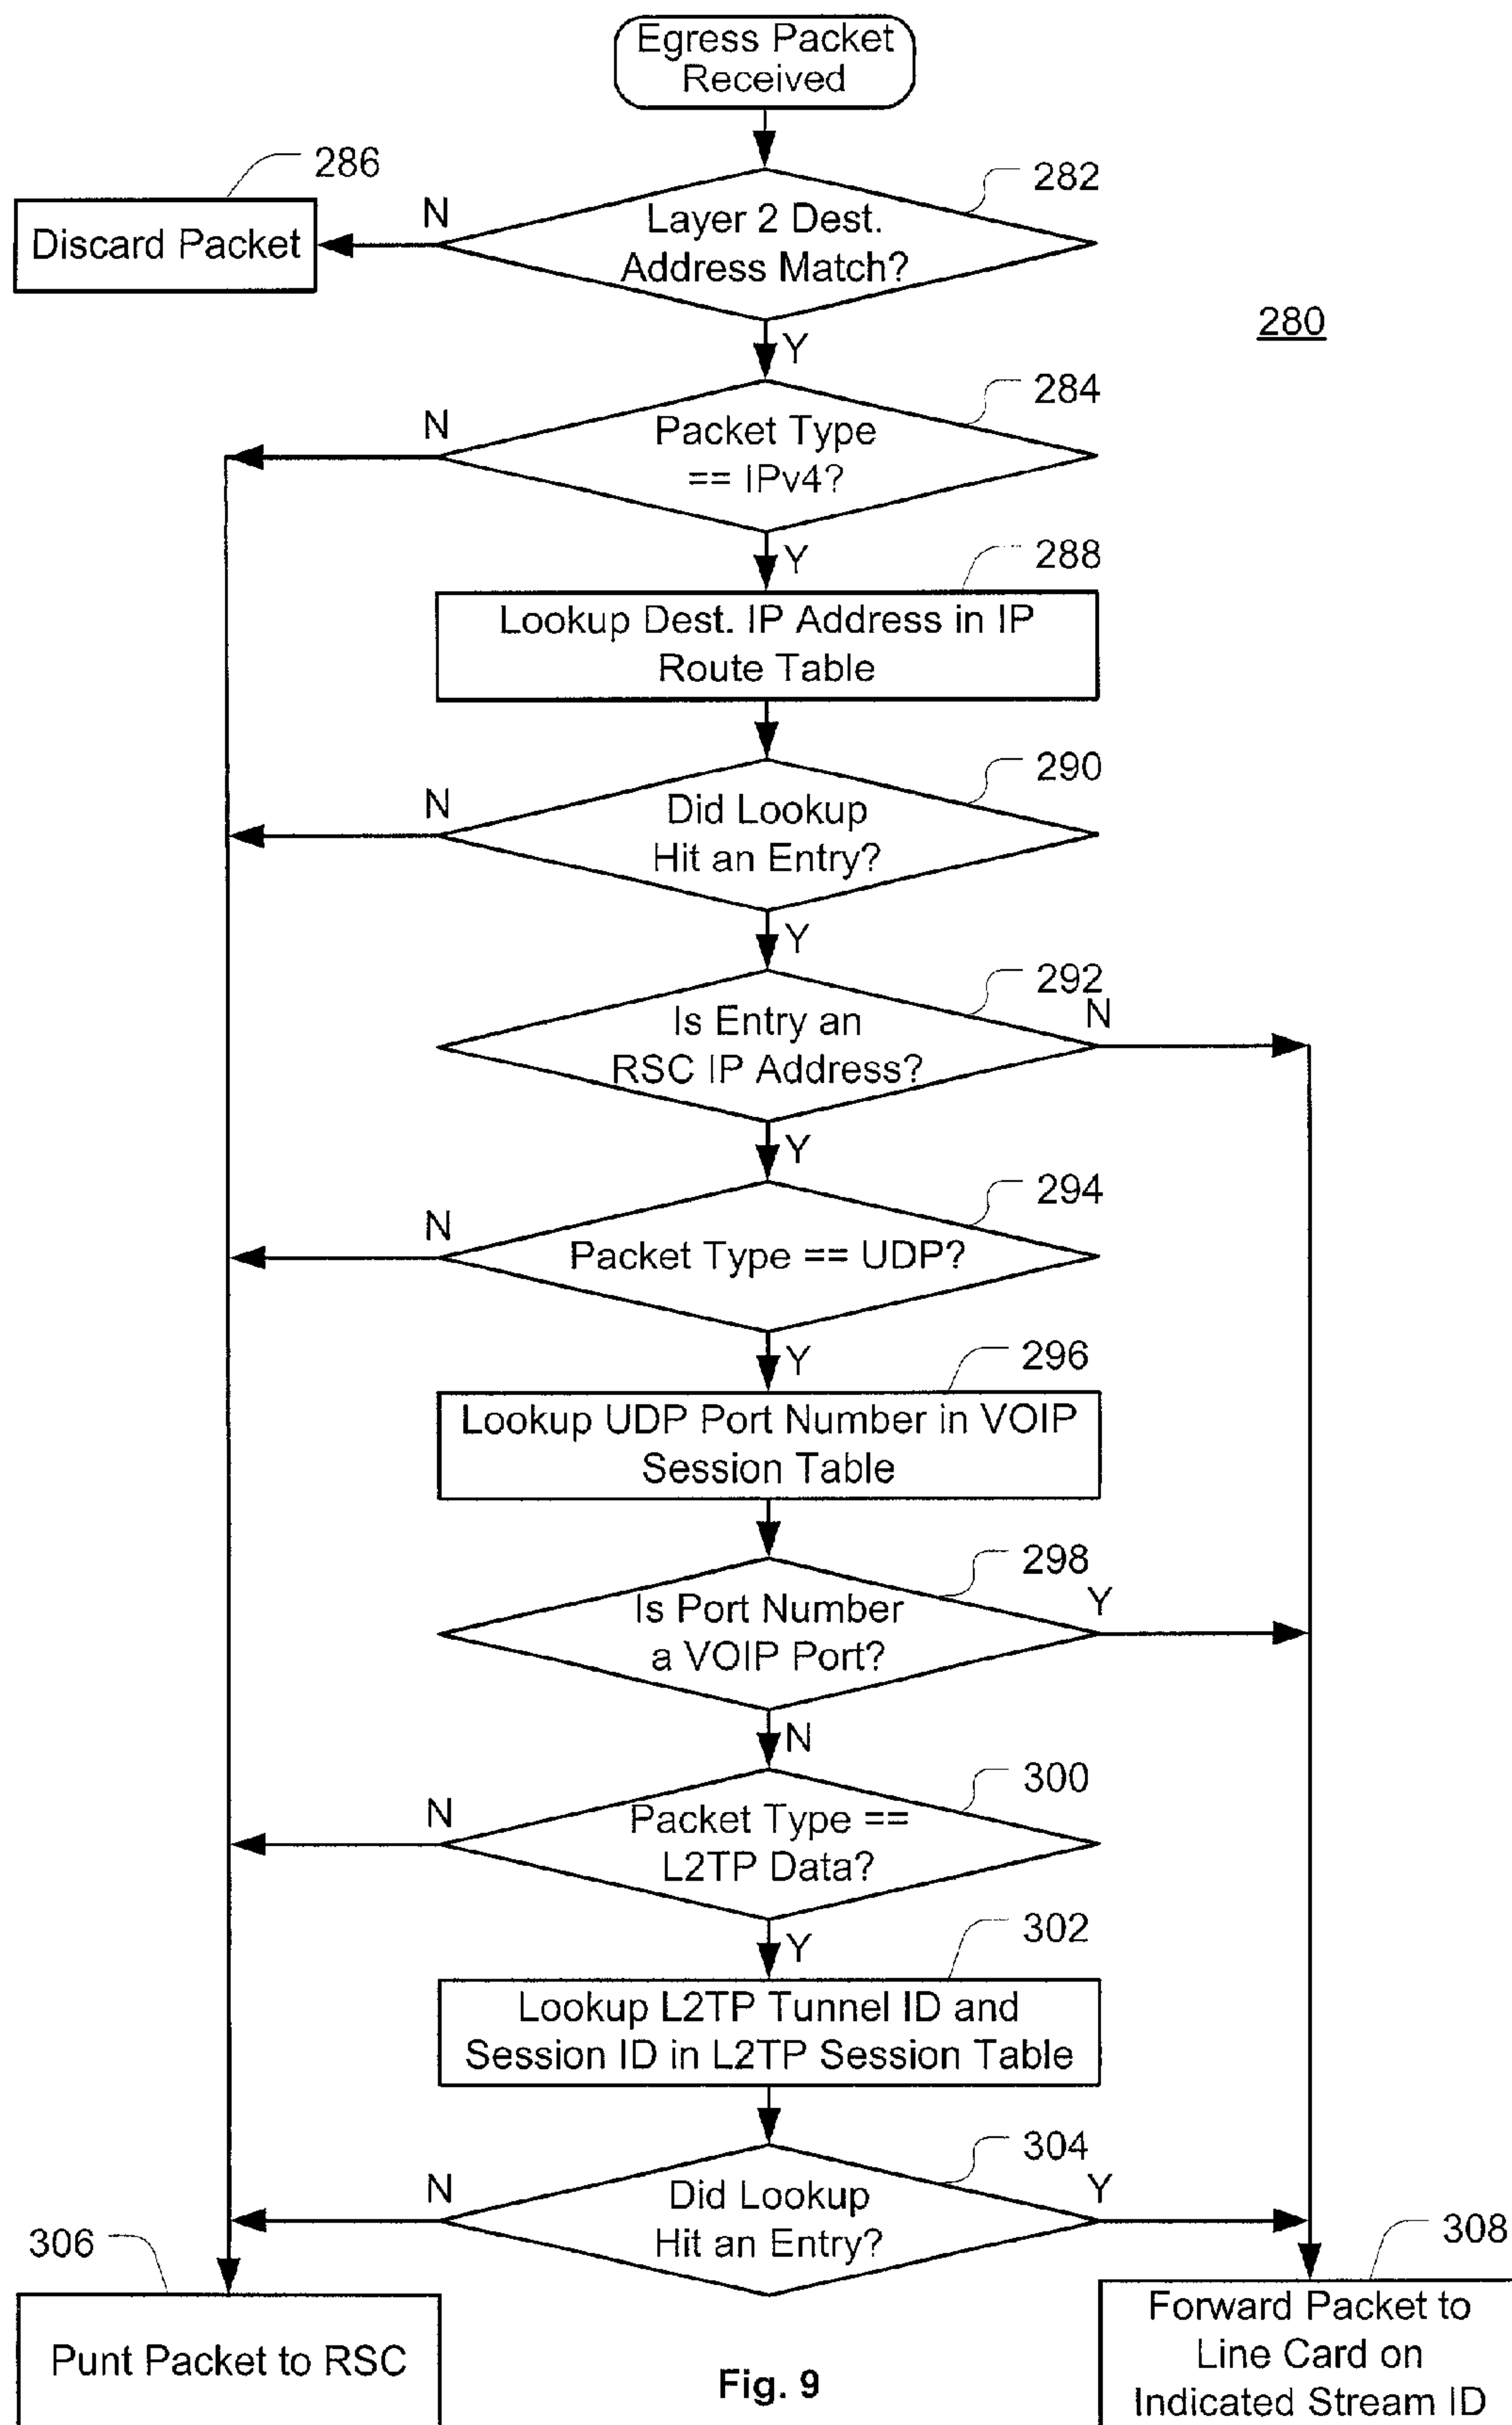 Egress Packet
Received
286
282
N
Layer 2 Dest.
Address Match?
Discard Packet
280
Y
284
N
Packet Type
== IPv4?
Y
288
Lookup Dest. IP Address in IP
Route Table
290
N
Did Lookup
Hit an Entry?
Y
292
N
Is Entry an
RSC IP Address?
Y
294
N
Packet Type == UDP?
Y
296
Lookup UDP Port Number in VOIP
Session Table
298
Y
Is Port Number
a VOIP Port?
N
300
N
Packet Type ==
L2TP Data?
Y
302
Lookup L2TP Tunnel ID and
Session ID in L2TP Session Table
304
N
Y
Did Lookup
Hit an Entry?
306
308
Punt Packet to RSC
Forward Packet to
Line Card on
Indicated Stream ID
Fig. 9